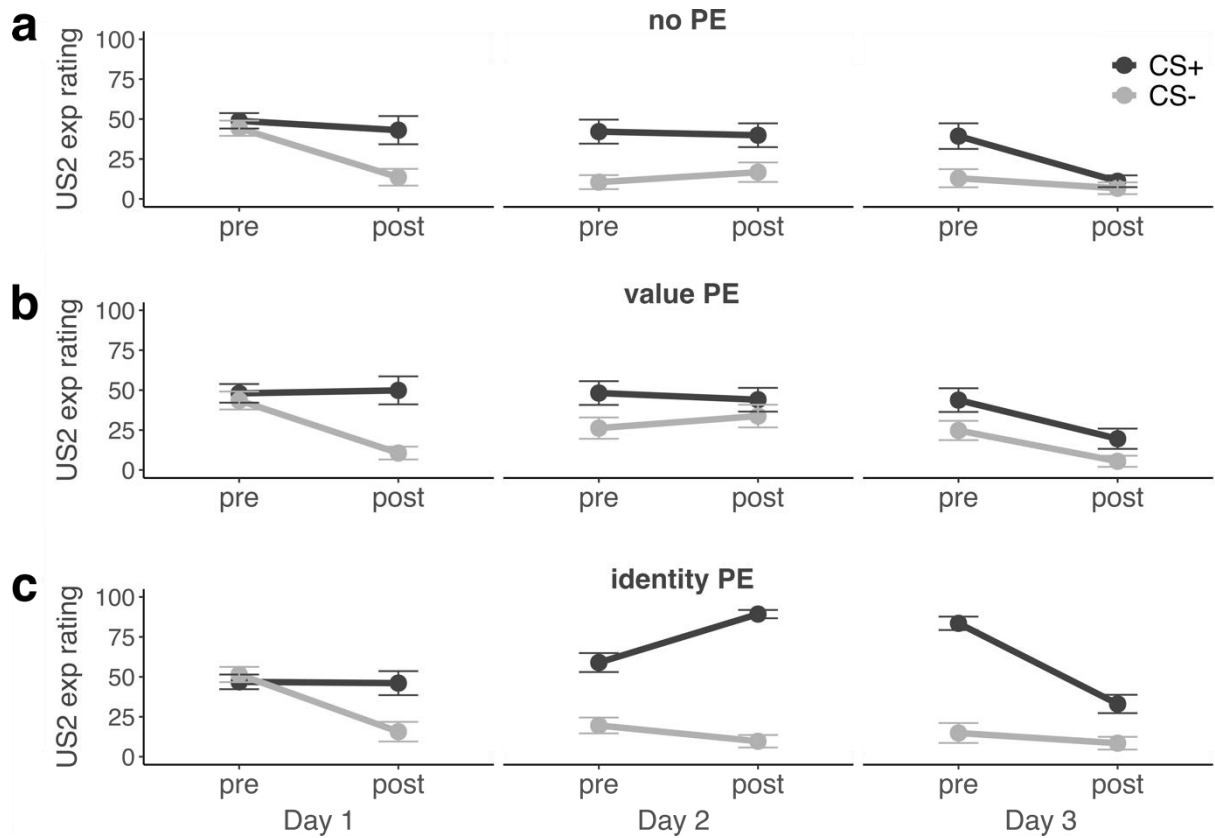 a
no PE
US2 exp rating
100
75
50
25
0
CS+
CS-
pre post pre post pre post
b
value PE
US2 exp rating
100
75
50
25
0
pre post pre post pre post
c
identity PE
US2 exp rating
100
75
50
25
0
pre post pre post pre post
Day 1 Day 2 Day 3